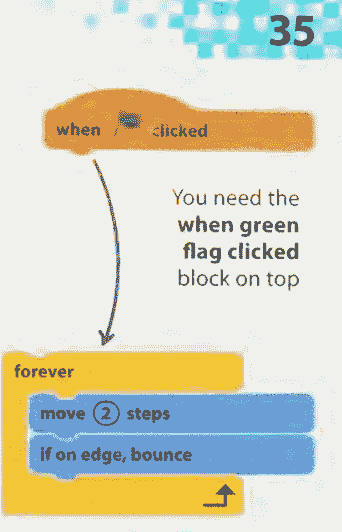 35
when clicked
You need the
when green
flag clicked
block on top
forever
move 2 steps
if on edge, bounce